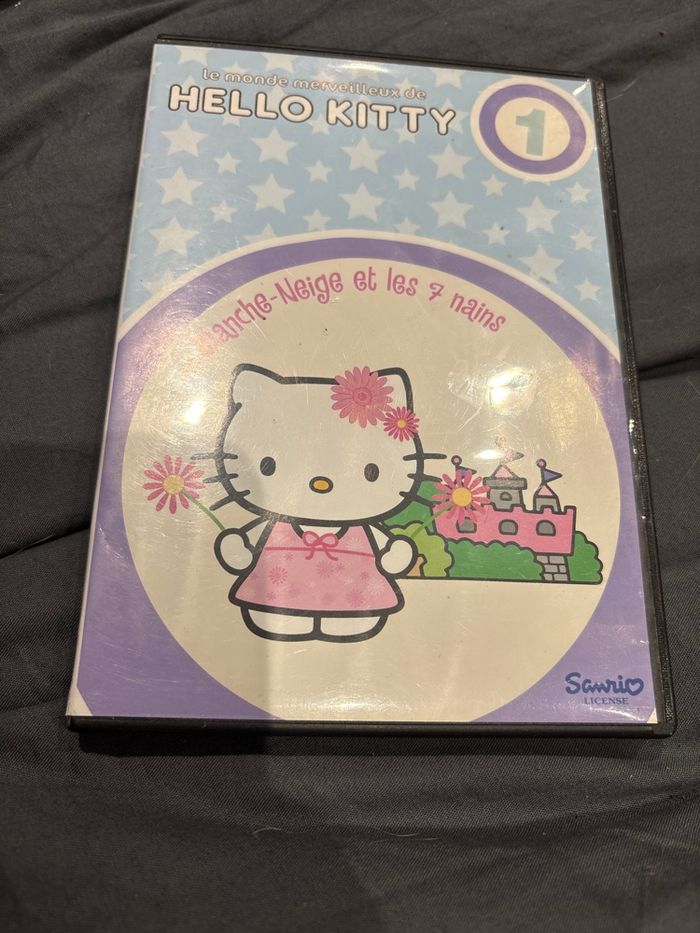 le monde merveilleux de
HELLO KITTY
1
Blanche-Neige et les 7 nains
Sanrio
LICENSE